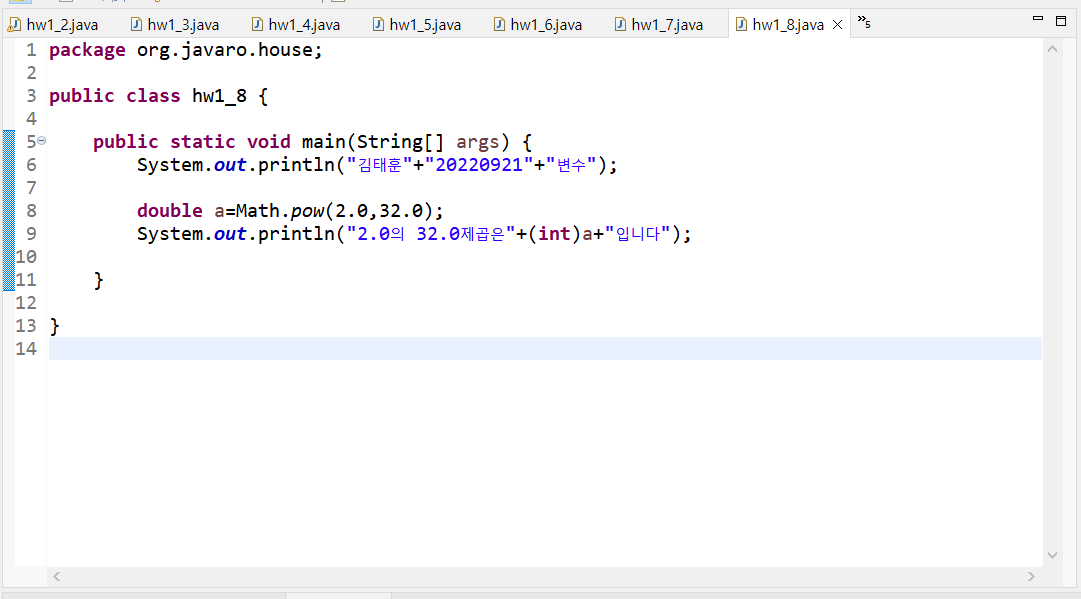 hw1_2.java hw1_3.java hw1_4.java hw1_5.java hw1_6.java hw1_7.java hw1_8.java »5
1 package org.javaro.house;
2
3 public class hw1_8 {
4
5 public static void main(String[] args) {
6 System.out.println("김태훈"+"20220921"+"변수");
7
8 double a=Math.pow(2.0,32.0);
9 System.out.println("2.0의 32.0제곱은"+(int)a+"입니다");
10
11 }
12
13 }
14